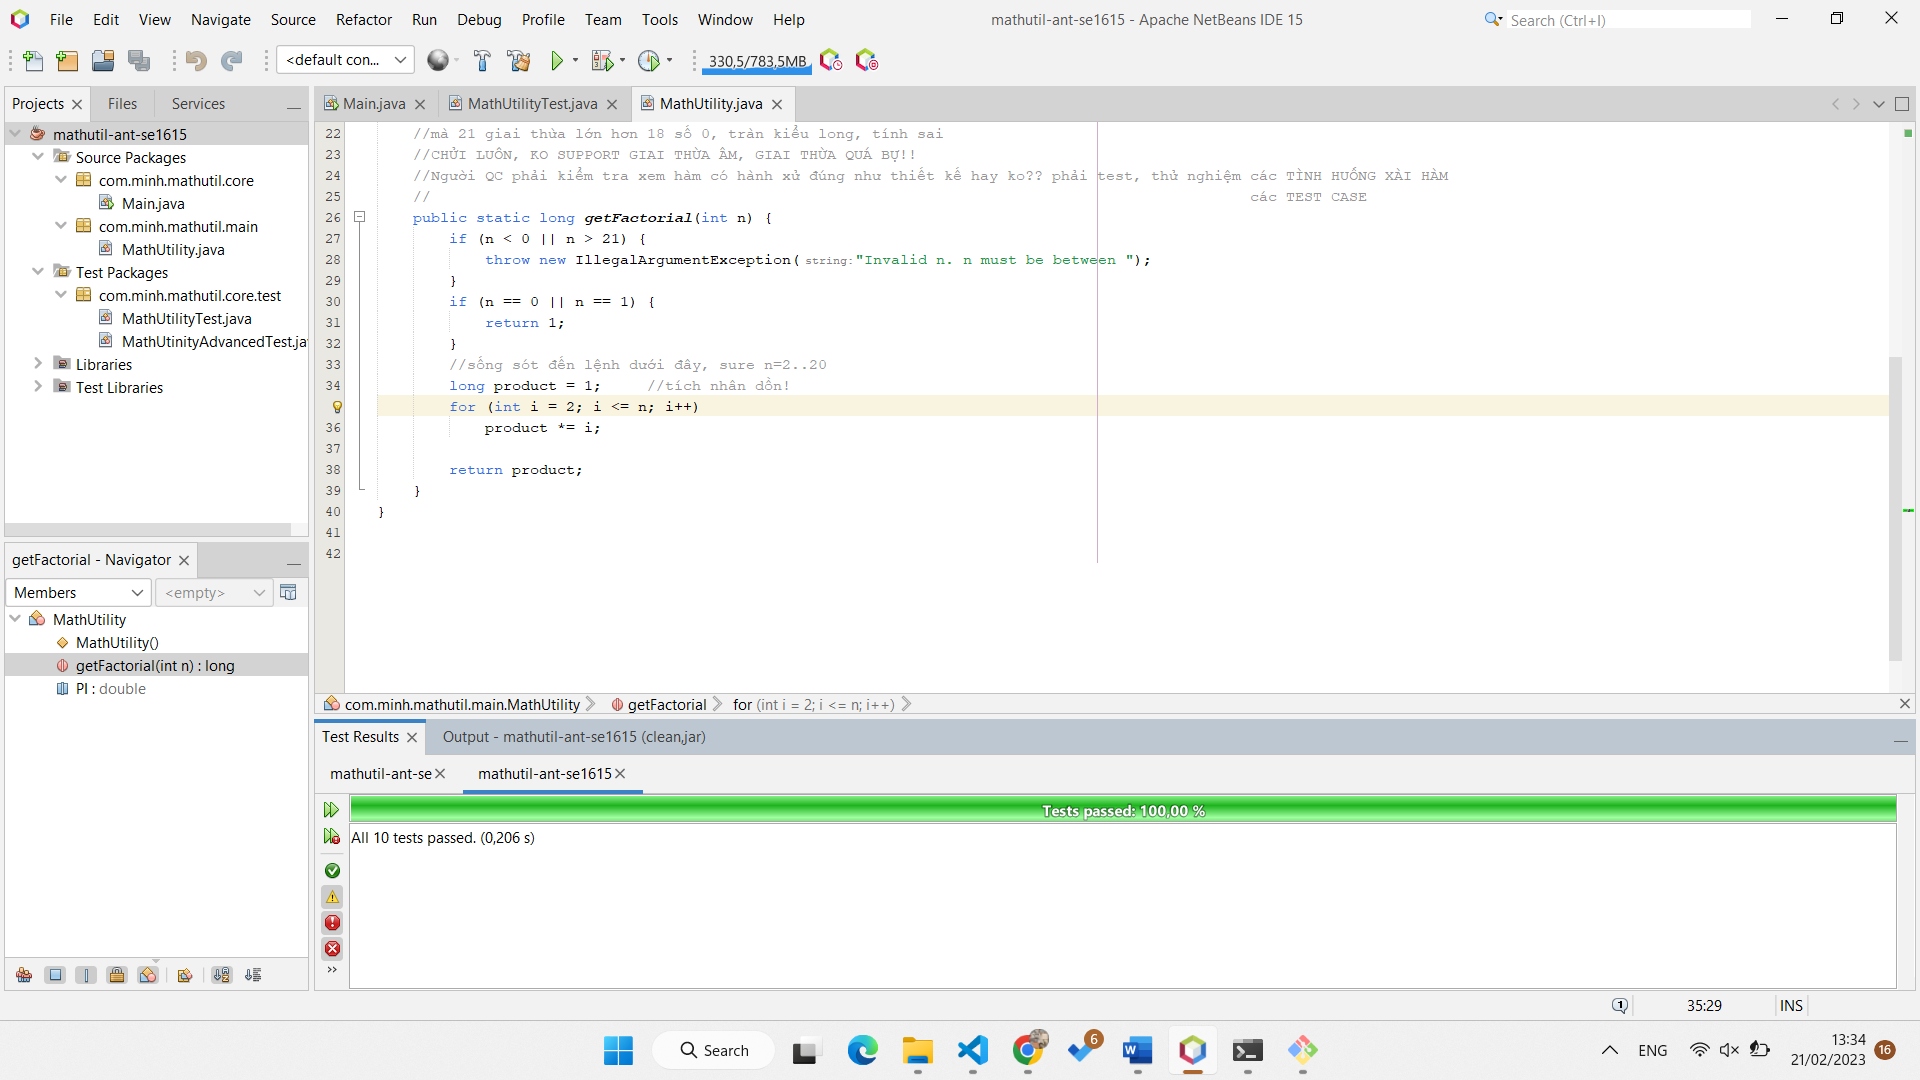 File Edit View Navigate Source Refactor Run Debug Profile Team Tools Window Help
mathutil-ant-se1615 - Apache NetBeans IDE 15
Search (Ctrl+I)
<default con...
330,5/783,5MB
Projects Files Services
mathutil-ant-se1615
Source Packages
com.minh.mathutil.core
Main.java
com.minh.mathutil.main
MathUtility.java
Test Packages
com.minh.mathutil.core.test
MathUtilityTest.java
MathUtinityAdvancedTest.ja
Libraries
Test Libraries
getFactorial - Navigator
Members <empty>
MathUtility
MathUtility()
getFactorial(int n) : long
PI : double
Main.java MathUtilityTest.java MathUtility.java
22 //mà 21 giai thừa lớn hơn 18 số 0, tràn kiểu long, tính sai
23 //CHỬI LUÔN, KO SUPPORT GIAI THỪA ÂM, GIAI THỪA QUÁ BỰ!!
24 //Người QC phải kiểm tra xem hàm có hành xử đúng như thiết kế hay ko?? phải test, thử nghiệm các TÌNH HUỐNG XÀI HÀM
25 // các TEST CASE
26 public static long getFactorial(int n) {
27 if (n < 0 || n > 21) {
28 throw new IllegalArgumentException(string:"Invalid n. n must be between ");
29 }
30 if (n == 0 || n == 1) {
31 return 1;
32 }
33 //sống sót đến lệnh dưới đây, sure n=2..20
34 long product = 1; //tích nhân dồn!
for (int i = 2; i <= n; i++)
36 product *= i;
37
38 return product;
39 }
40 }
41
42
com.minh.mathutil.main.MathUtility getFactorial for (int i = 2; i <= n; i++)
Test Results Output - mathutil-ant-se1615 (clean,jar)
mathutil-ant-se mathutil-ant-se1615
Tests passed: 100,00 %
All 10 tests passed. (0,206 s)
1 35:29 INS
Search
6
ENG
13:34
21/02/2023
16